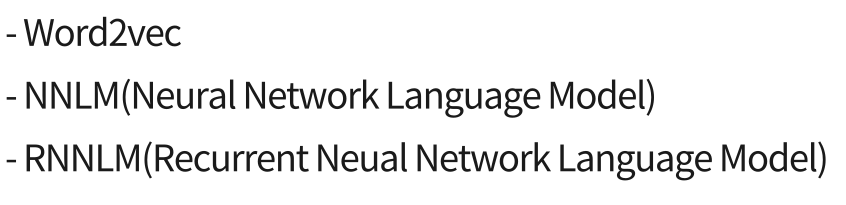 - Word2vec
- NNLM(Neural Network Language Model)
- RNNLM(Recurrent Neual Network Language Model)